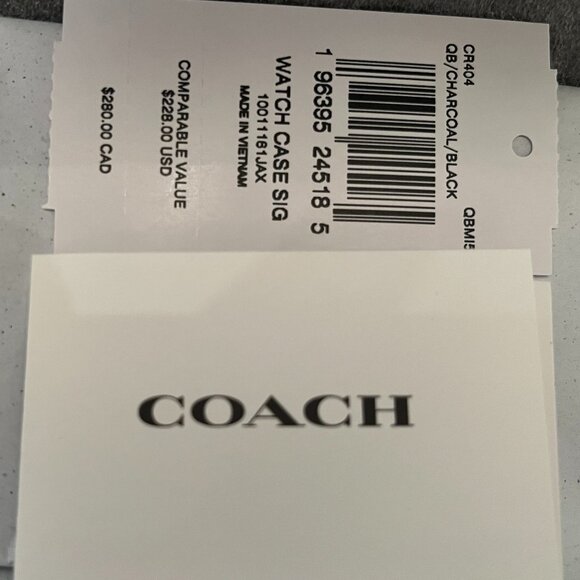 CR404
QB/CHARCOAL/BLACK QBMI5
1 96395 24518 5
WATCH CASE SIG
10011161JAX
MADE IN VIETNAM
COMPARABLE VALUE
$228.00 USD
$280.00 CAD
COACH